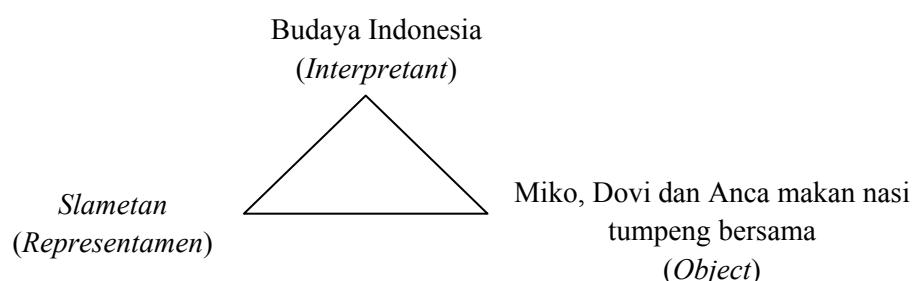 Budaya Indonesia
(Interpretant)
Slametan
(Representamen)
Miko, Dovi dan Anca makan nasi
tumpeng bersama
(Object)